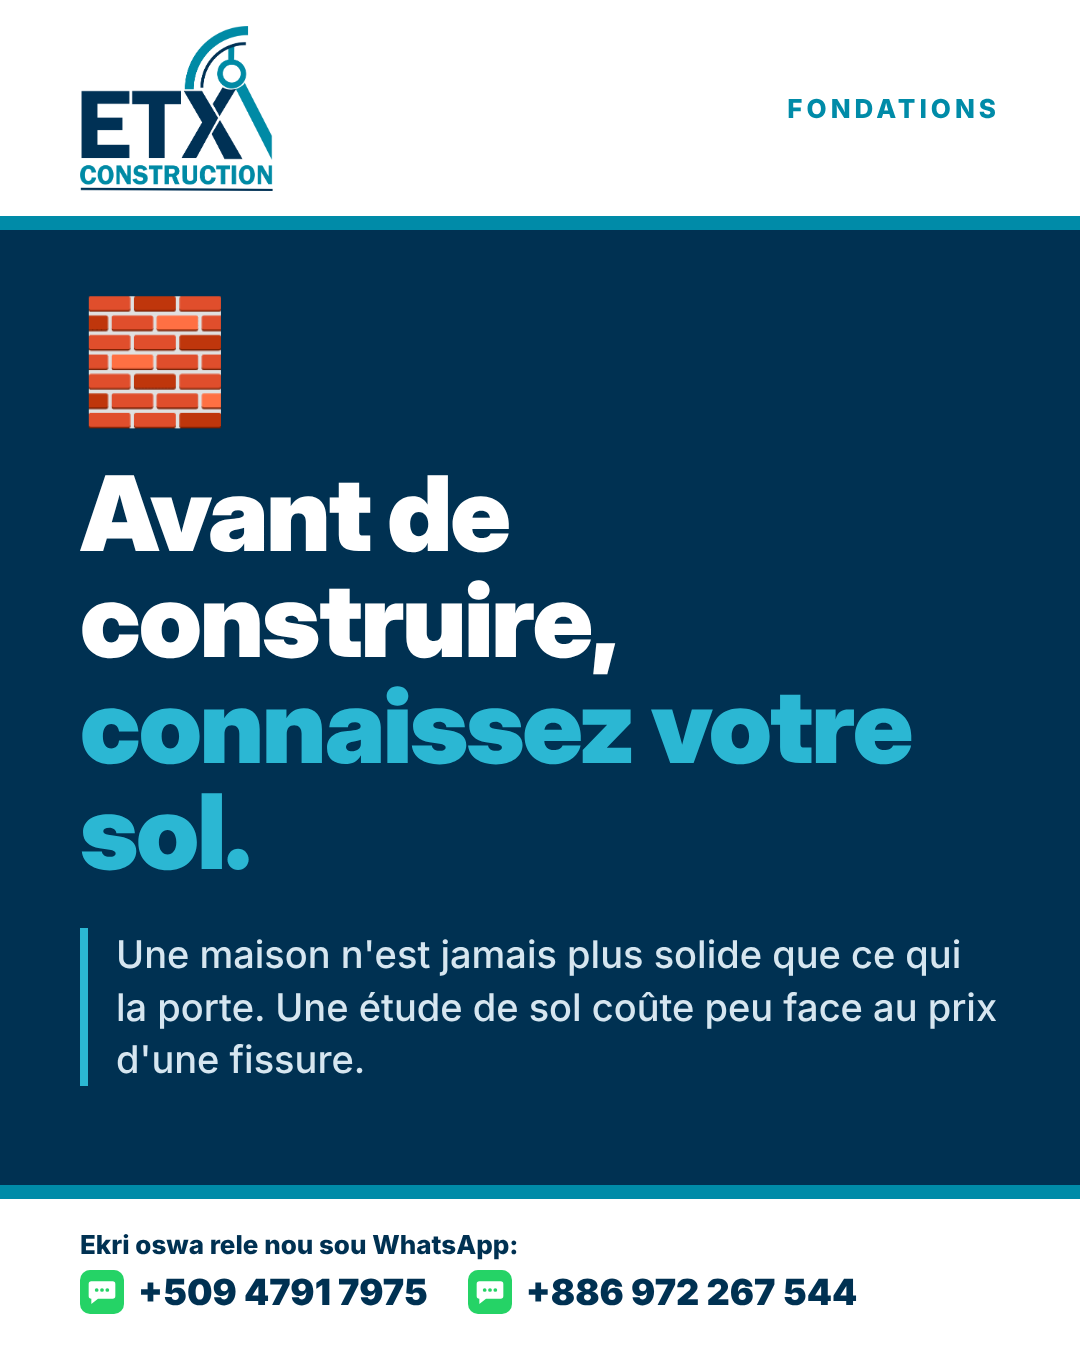 ETX
CONSTRUCTION
FONDATIONS
Avant de
construire,
connaissez votre
sol.
Une maison n'est jamais plus solide que ce qui
la porte. Une étude de sol coûte peu face au prix
d'une fissure.
Ekri oswa rele nou sou WhatsApp:
+509 4791 7975 +886 972 267 544